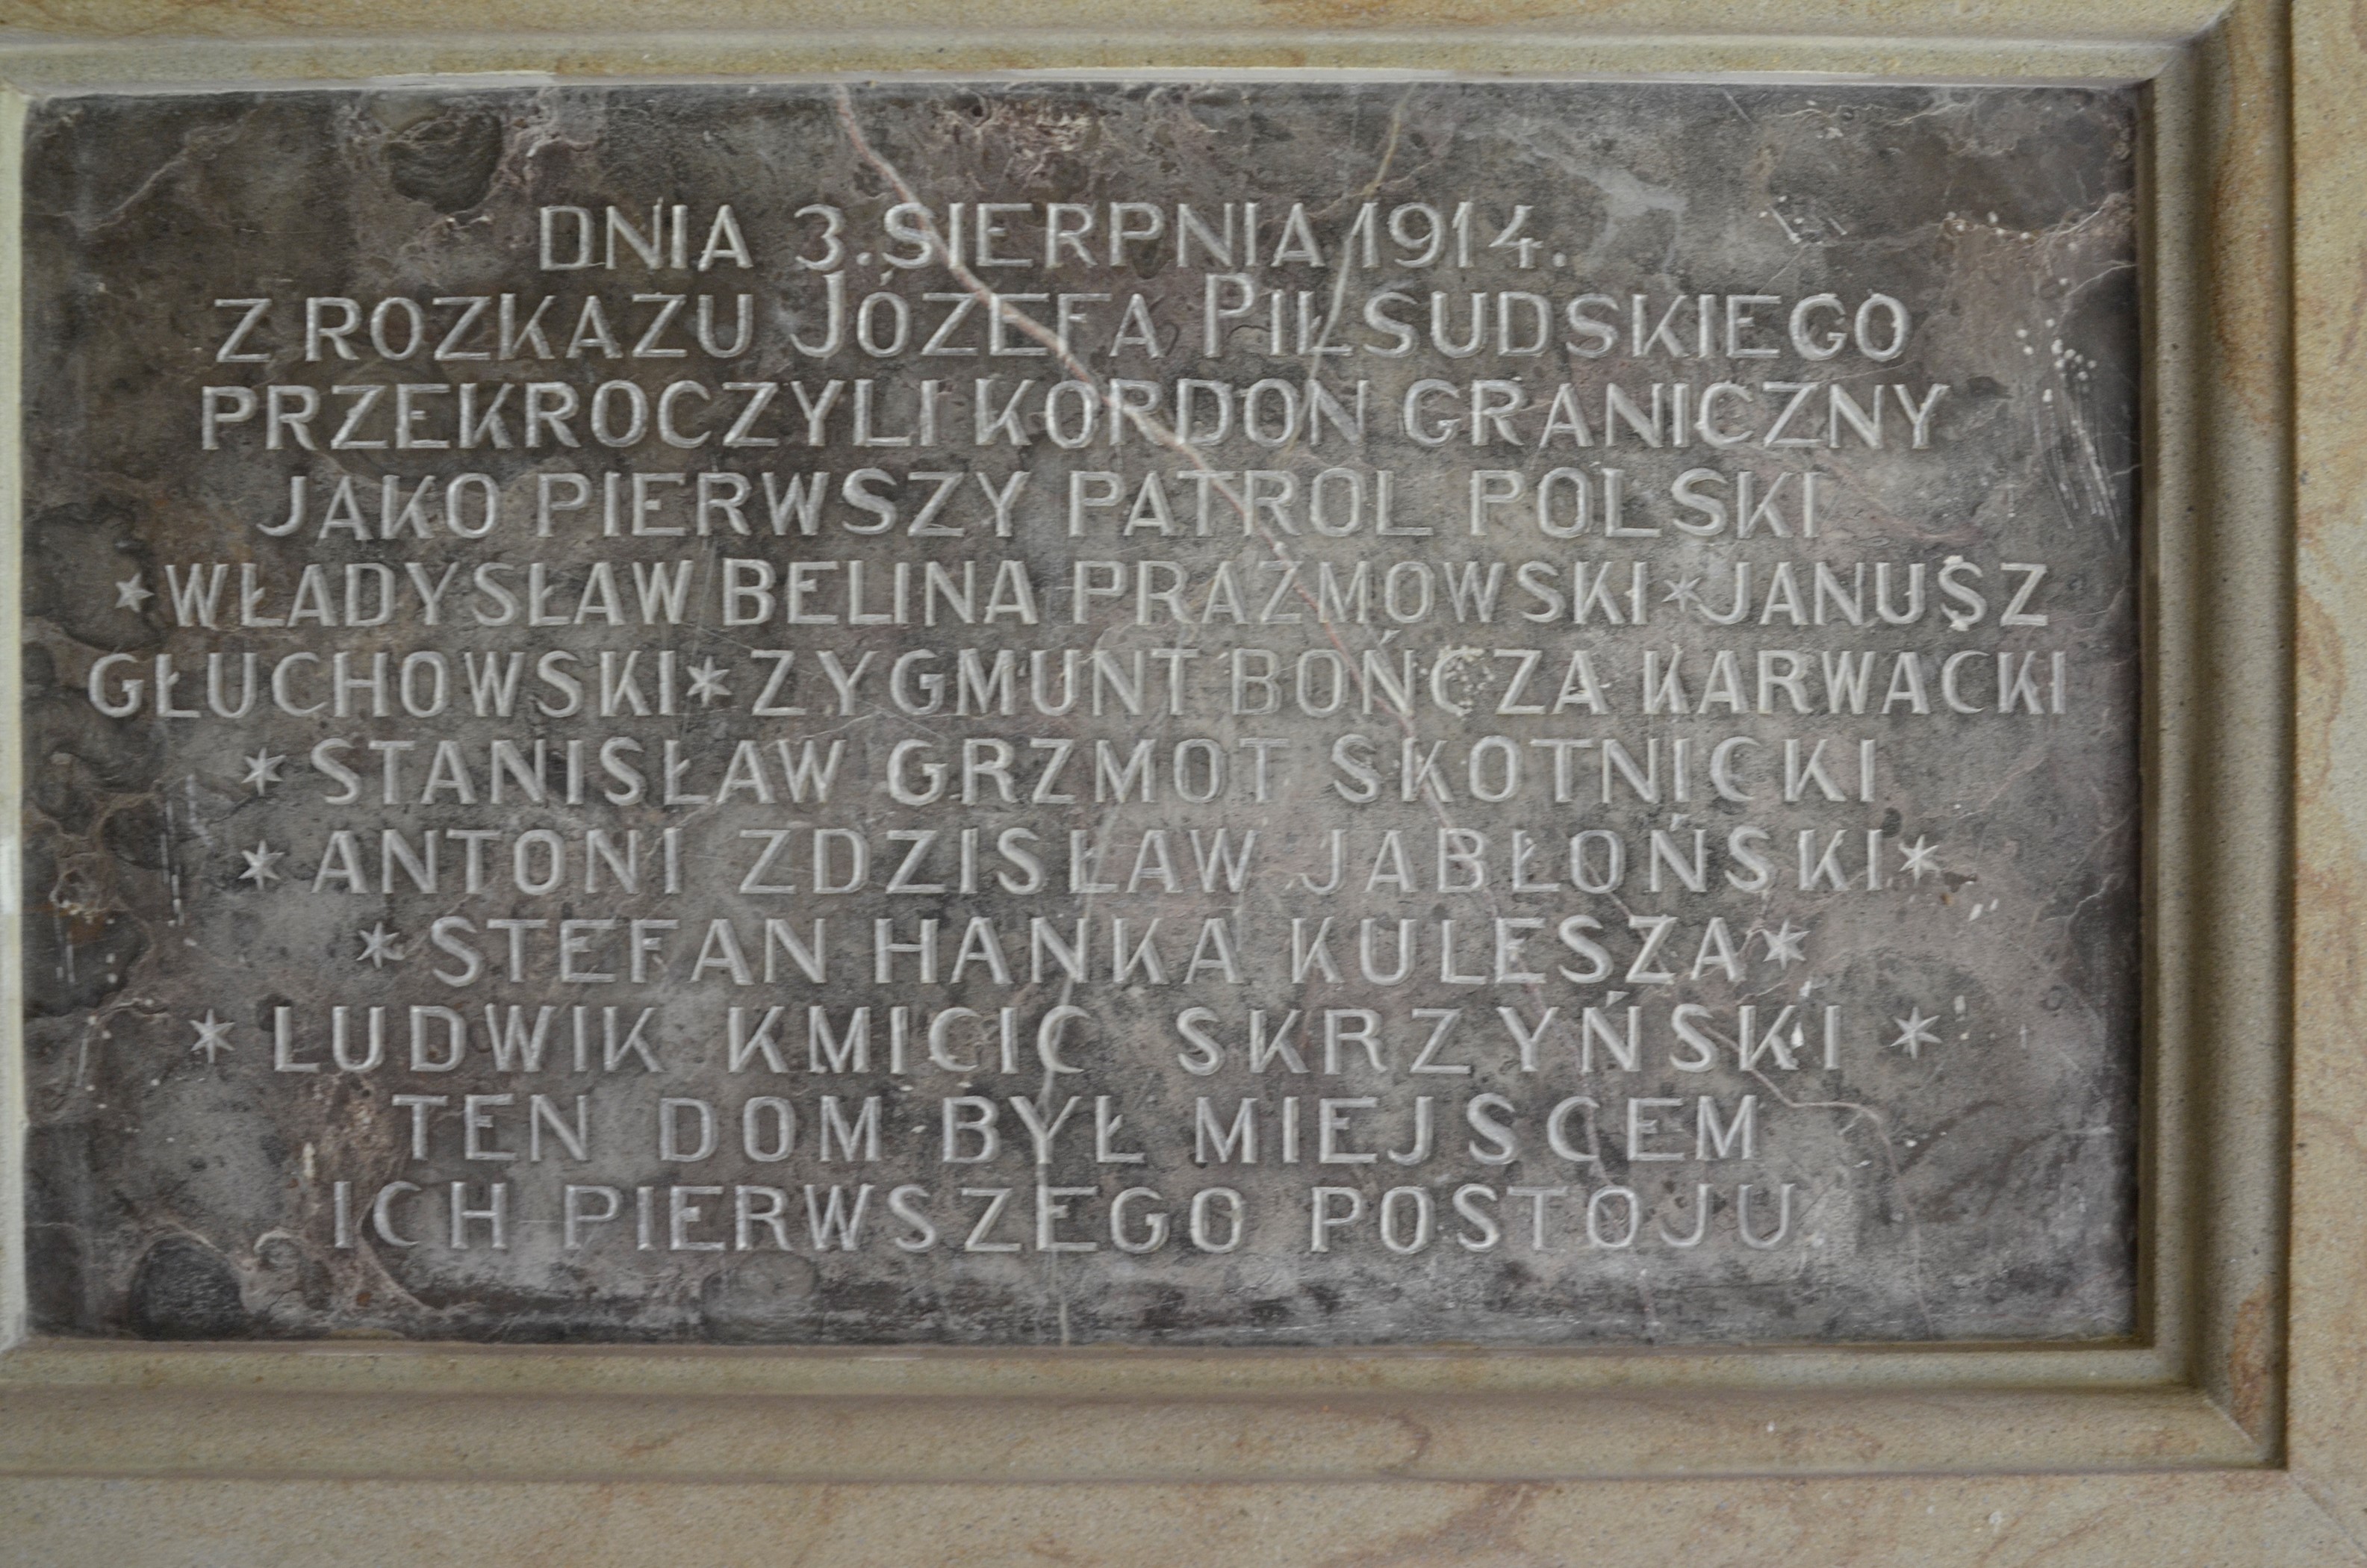 DNIA 3. SIERPNIA 1914.
Z ROZKAZU JÓZEFA PIŁSUDSKIEGO
PRZEKROCZYLI KORDON GRANICZNY
JAKO PIERWSZY PATROL POLSKI
*WŁADYSŁAW BELINA PRAŻMOWSKI*JANUSZ
GŁUCHOWSKI*ZYGMUNT BOŃCZA KARWACKI
*STANISŁAW GRZMOT SKOTNICKI
*ANTONI ZDZISŁAW JABŁOŃSKI*
*STEFAN HANKA KULESZA*
*LUDWIK KMICIC SKRZYŃSKI *
TEN DOM BYŁ MIEJSCEM
ICH PIERWSZEGO POSTOJU